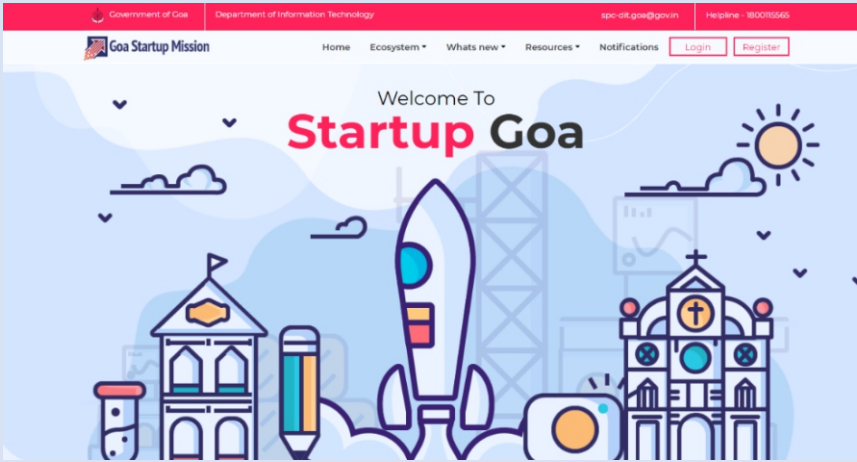 Government of Goa Department of Information Technology spc-dit.goa@gov.in Helpline - 1800115565
Goa Startup Mission Home Ecosystem Whats new Resources Notifications Login Register
Welcome To
Startup Goa